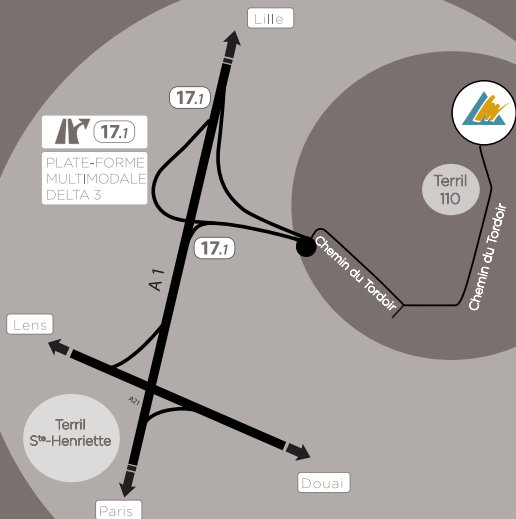 Lille
17.1
17.1
PLATE-FORME
MULTIMODALE
DELTA 3
Terril
110
17.1
Chemin du Tordoir
Chemin du Tordoir
A 1
Lens
A21
Terril
Ste-Henriette
Douai
Paris